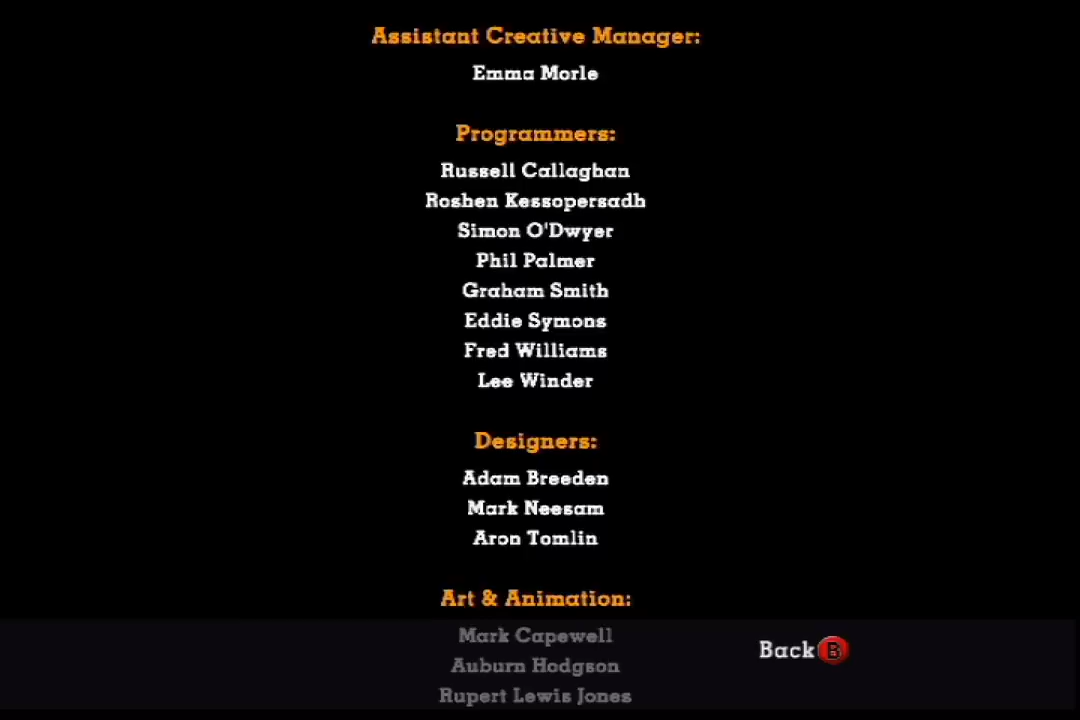 Assistant Creative Manager:
Emma Morle
Programmers:
Russell Callaghan
Roshen Kessopersadh
Simon O'Dwyer
Phil Palmer
Graham Smith
Eddie Symons
Fred Williams
Lee Winder
Designers:
Adam Breeden
Mark Neesam
Aron Tomlin
Art & Animation:
Mark Capewell
Auburn Hodgson
Rupert Lewis Jones
Back B